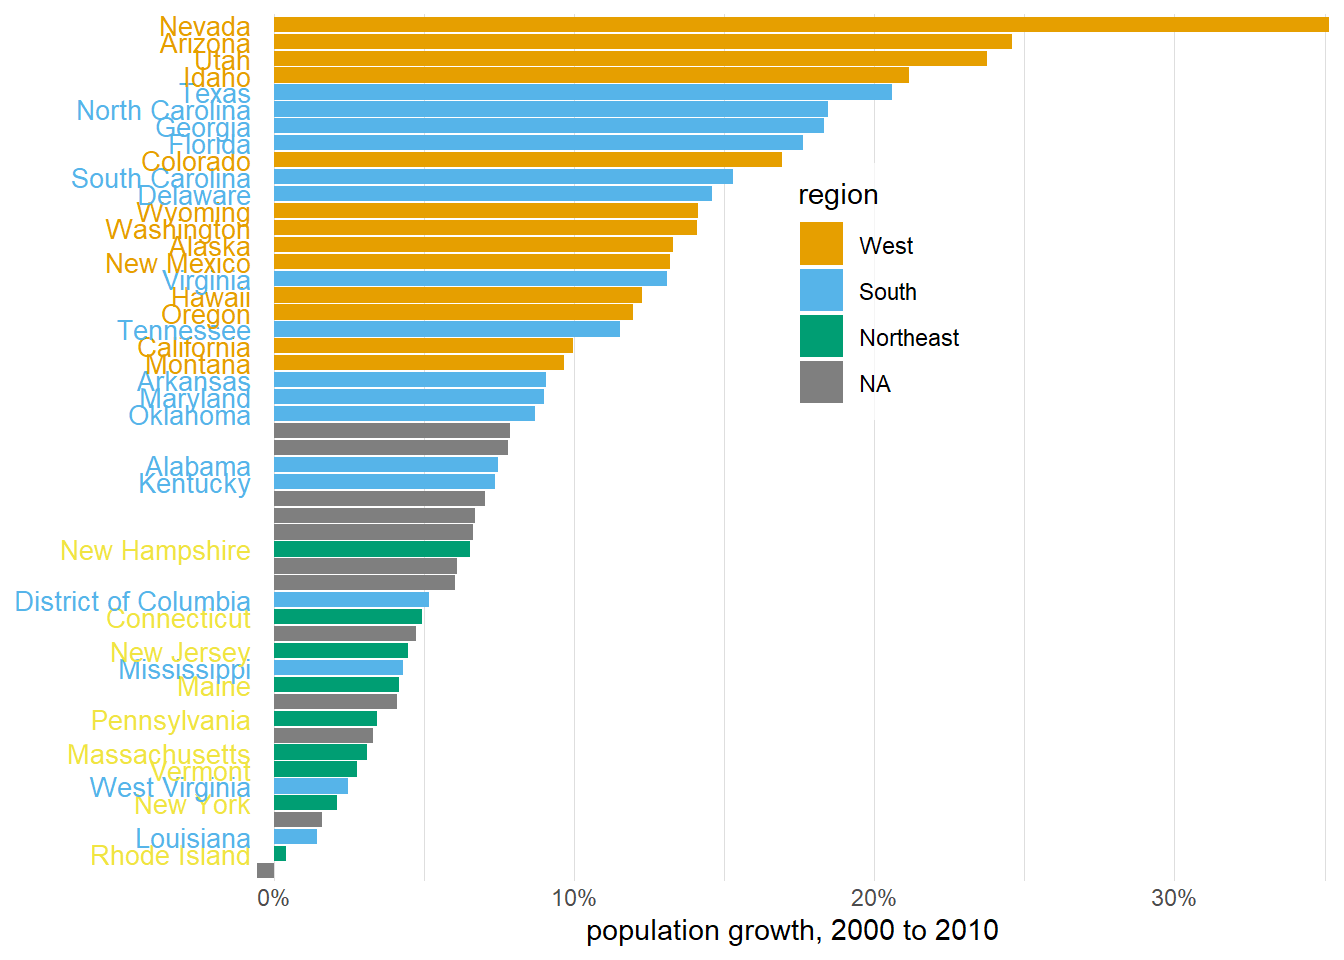 Nevada
Arizona
Utah
Idaho
Texas
North Carolina
Georgia
Florida
Colorado
South Carolina
Delaware
Wyoming
Washington
Alaska
New Mexico
Virginia
Hawaii
Oregon
Tennessee
California
Montana
Arkansas
Maryland
Oklahoma
Alabama
Kentucky
New Hampshire
District of Columbia
Connecticut
New Jersey
Mississippi
Maine
Pennsylvania
Massachusetts
Vermont
West Virginia
New York
Louisiana
Rhode Island
region
West
South
Northeast
NA
0% 10% 20% 30%
population growth, 2000 to 2010